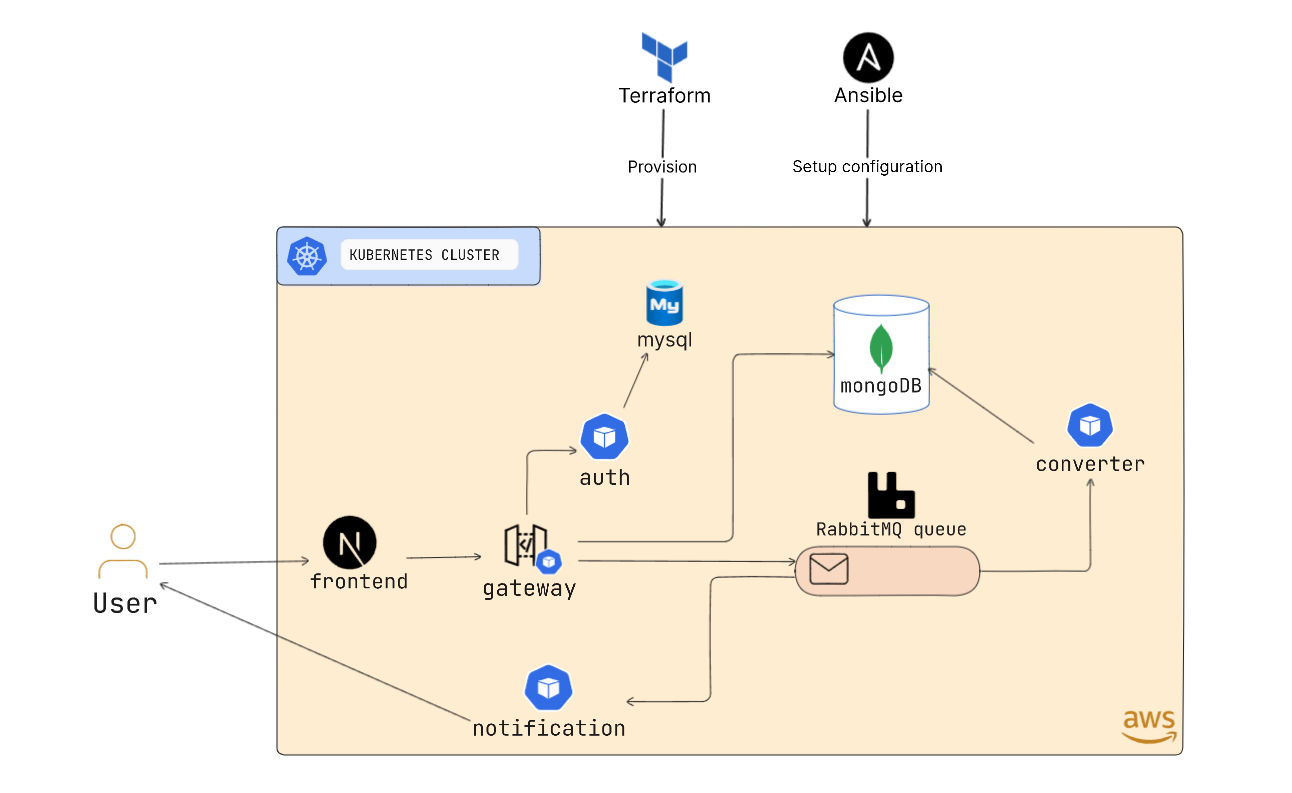 Terraform
Ansible
Provision
Setup configuration
KUBERNETES CLUSTER
My
mysql
mongoDB
auth
converter
RabbitMQ queue
N
frontend
gateway
User
notification
aws